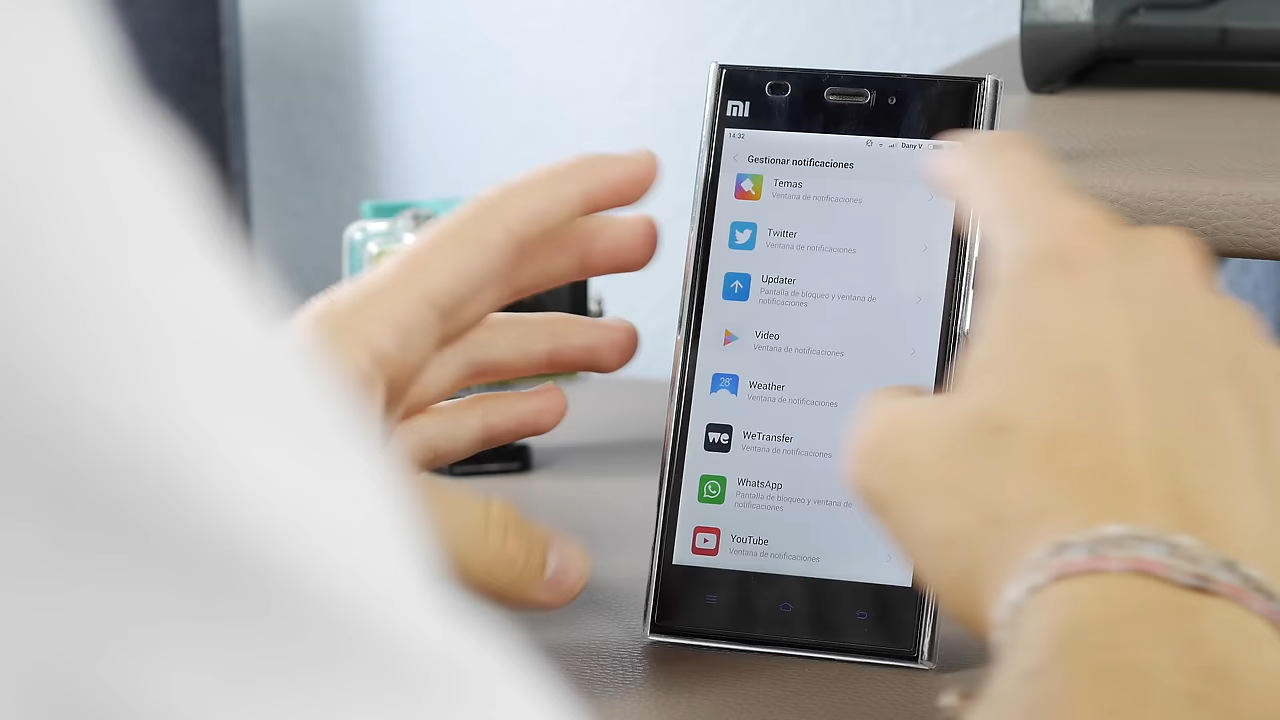 mi
14:32
Dany V
Gestionar notificaciones
Temas
Ventana de notificaciones
Twitter
Ventana de notificaciones
Updater
Pantalla de bloqueo y ventana de
notificaciones
Video
Ventana de notificaciones
28°
Weather
Ventana de notificaciones
we
WeTransfer
Ventana de notificaciones
WhatsApp
Pantalla de bloqueo y ventana de
notificaciones
YouTube
Ventana de notificaciones